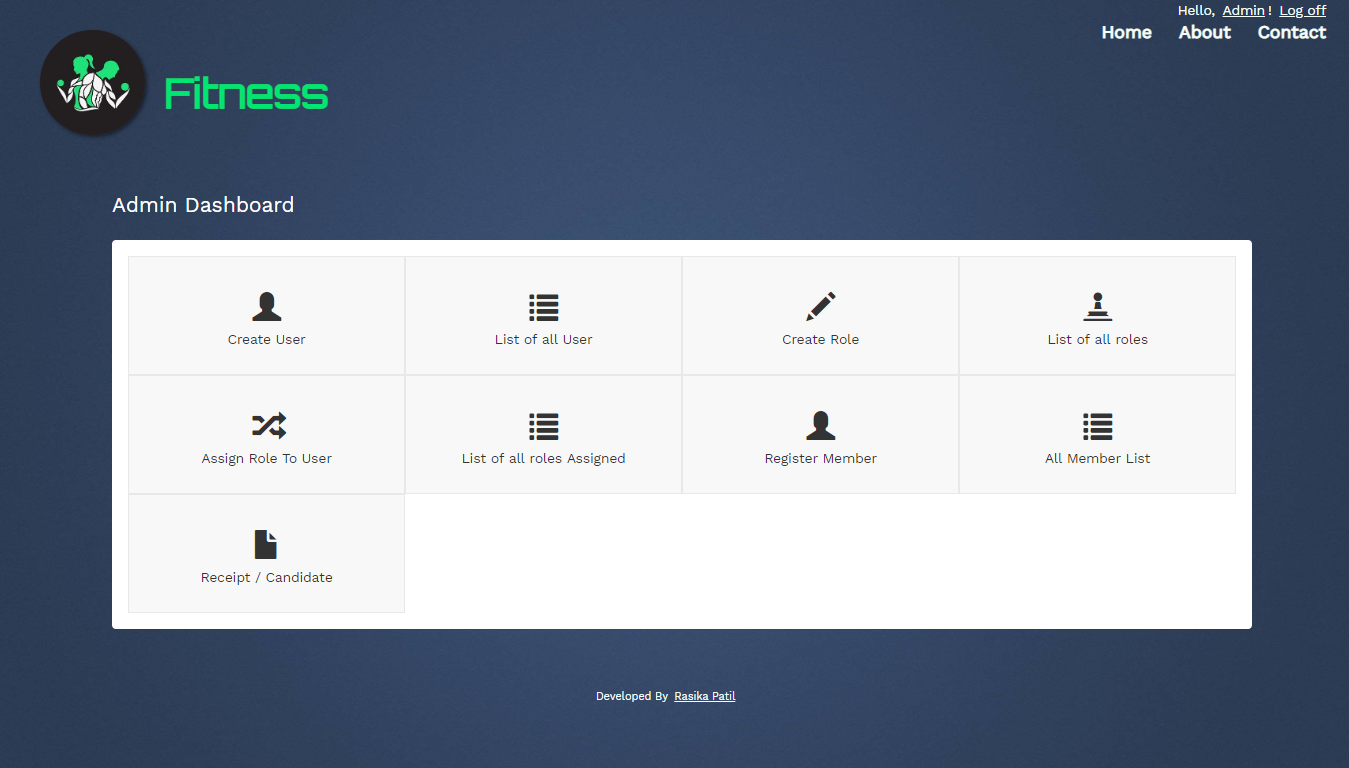 Hello, Admin! Log off
Home About Contact
Fitness
Admin Dashboard
Create User
List of all User
Create Role
List of all roles
Assign Role To User
List of all roles Assigned
Register Member
All Member List
Receipt / Candidate
Developed By Rasika Patil